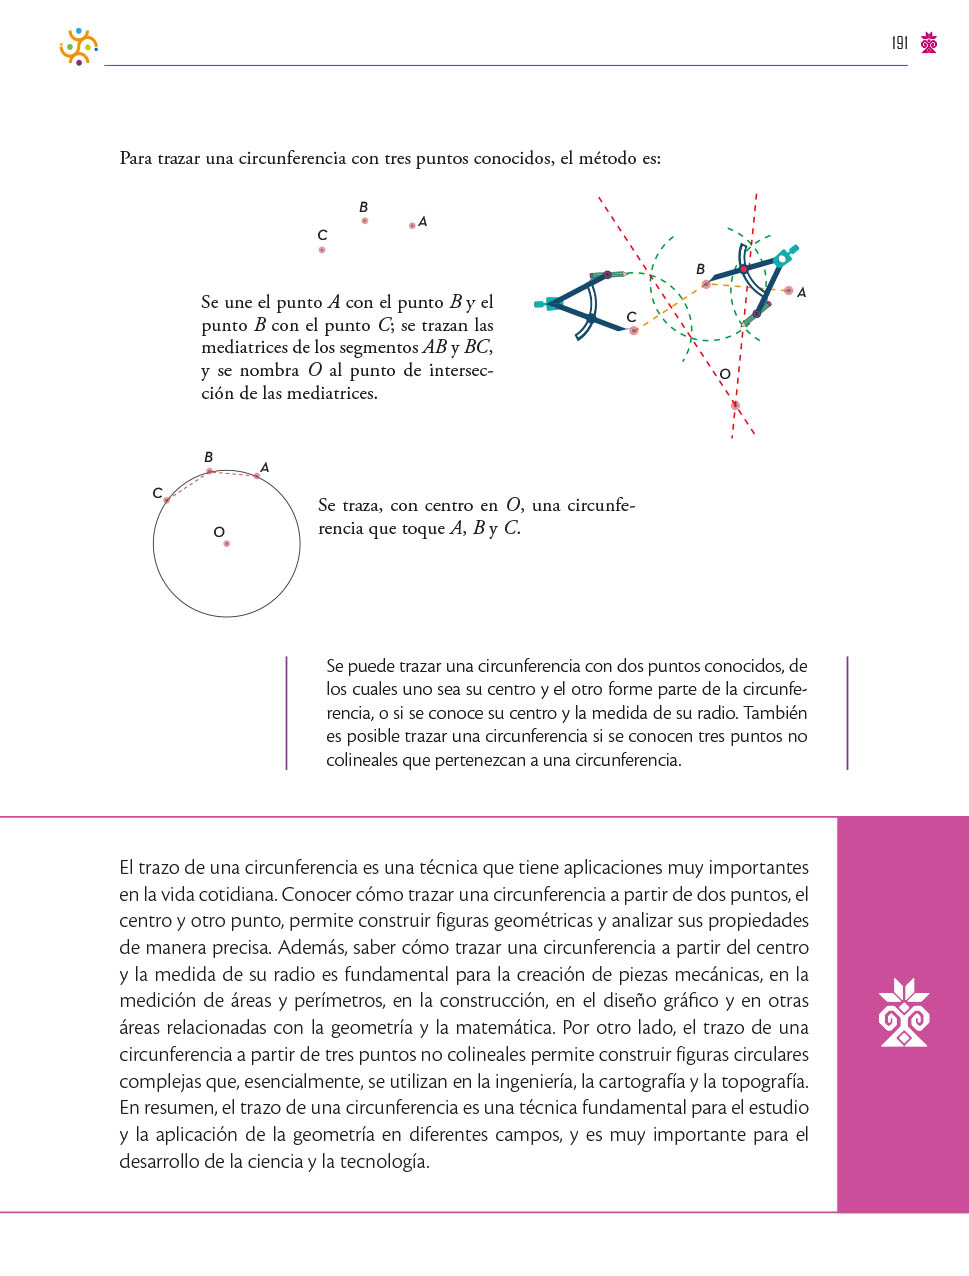 191
Para trazar una circunferencia con tres puntos conocidos, el método es:
B
A
C
Se une el punto A con el punto B y el
punto B con el punto C; se trazan las
mediatrices de los segmentos AB y BC,
y se nombra O al punto de intersec-
ción de las mediatrices.
B
A
C
O
B
A
C
O
Se traza, con centro en O, una circunfe-
rencia que toque A, B y C.
Se puede trazar una circunferencia con dos puntos conocidos, de
los cuales uno sea su centro y el otro forme parte de la circunfe-
rencia, o si se conoce su centro y la medida de su radio. También
es posible trazar una circunferencia si se conocen tres puntos no
colineales que pertenezcan a una circunferencia.
El trazo de una circunferencia es una técnica que tiene aplicaciones muy importantes
en la vida cotidiana. Conocer cómo trazar una circunferencia a partir de dos puntos, el
centro y otro punto, permite construir figuras geométricas y analizar sus propiedades
de manera precisa. Además, saber cómo trazar una circunferencia a partir del centro
y la medida de su radio es fundamental para la creación de piezas mecánicas, en la
medición de áreas y perímetros, en la construcción, en el diseño gráfico y en otras
áreas relacionadas con la geometría y la matemática. Por otro lado, el trazo de una
circunferencia a partir de tres puntos no colineales permite construir figuras circulares
complejas que, esencialmente, se utilizan en la ingeniería, la cartografía y la topografía.
En resumen, el trazo de una circunferencia es una técnica fundamental para el estudio
y la aplicación de la geometría en diferentes campos, y es muy importante para el
desarrollo de la ciencia y la tecnología.